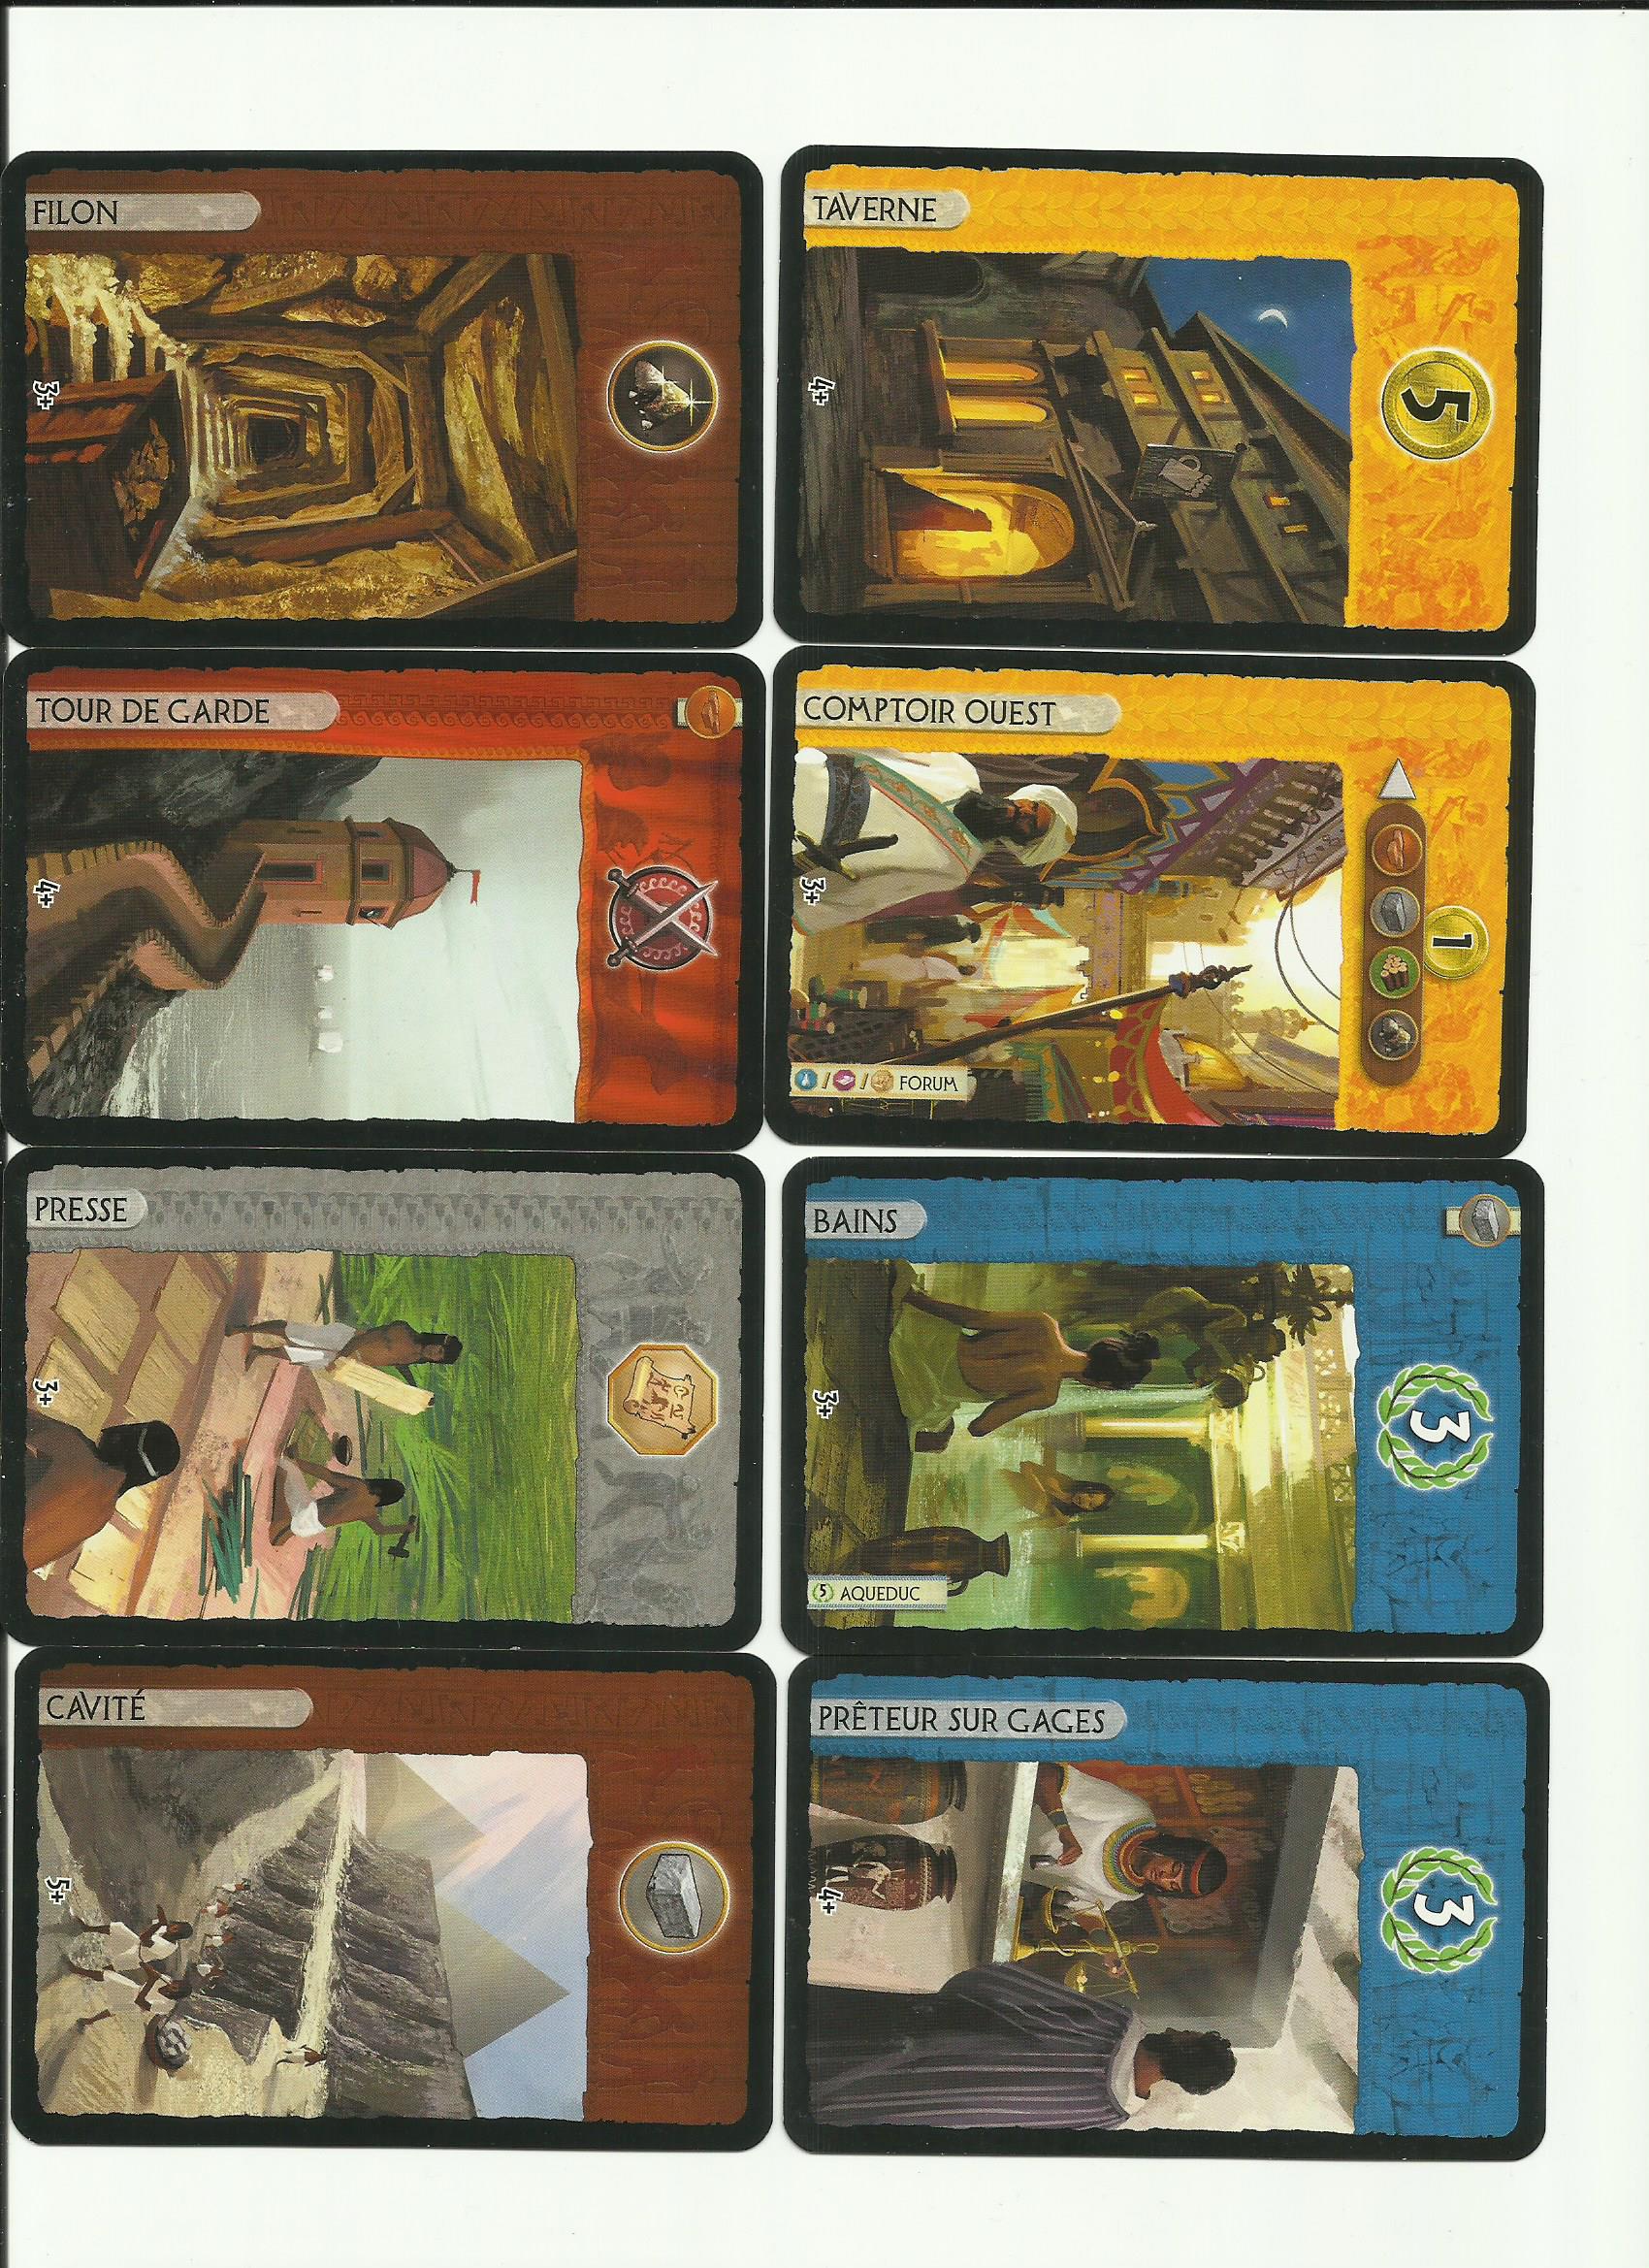 FILON
3+
TAVERNE
5
4+
TOUR DE GARDE
4+
COMPTOIR OUEST
1
3+
/ / FORUM
PRESSE
3+
BAINS
3
3+
5 AQUEDUC
CAVITÉ
5+
PRÊTEUR SUR GAGES
3
4+